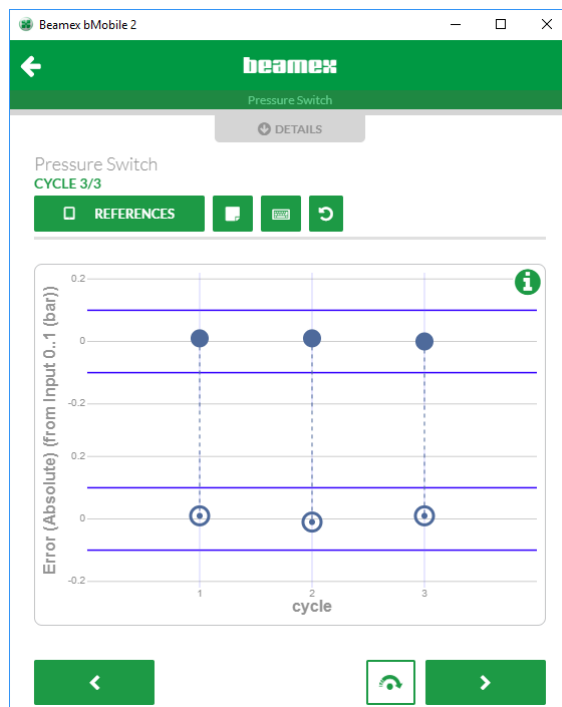 Beamex bMobile 2
beamex
Pressure Switch
DETAILS
Pressure Switch
CYCLE 3/3
REFERENCES
Error (Absolute) (from Input 0..1 (bar))
0.2
0
-0.2
0.2
0
-0.2
1
2
3
cycle